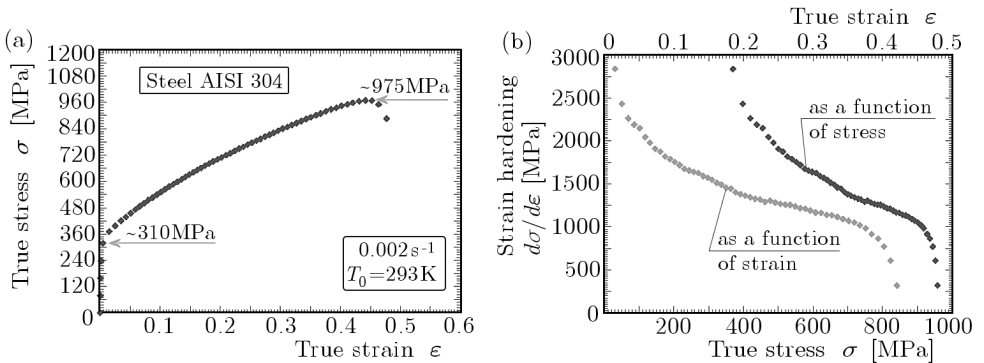 (a)
True stress σ [MPa]
1200
1080
960
840
720
600
480
360
240
120
0
Steel AISI 304
~975MPa
~310MPa
0.002s⁻¹
T₀=293K
0.1 0.2 0.3 0.4 0.5 0.6
True strain ε
(b)
True strain ε
0 0.1 0.2 0.3 0.4 0.5
Strain hardening
dσ/dε [MPa]
3000
2500
2000
1500
1000
500
0
as a function
of stress
as a function
of strain
200 400 600 800 1000
True stress σ [MPa]